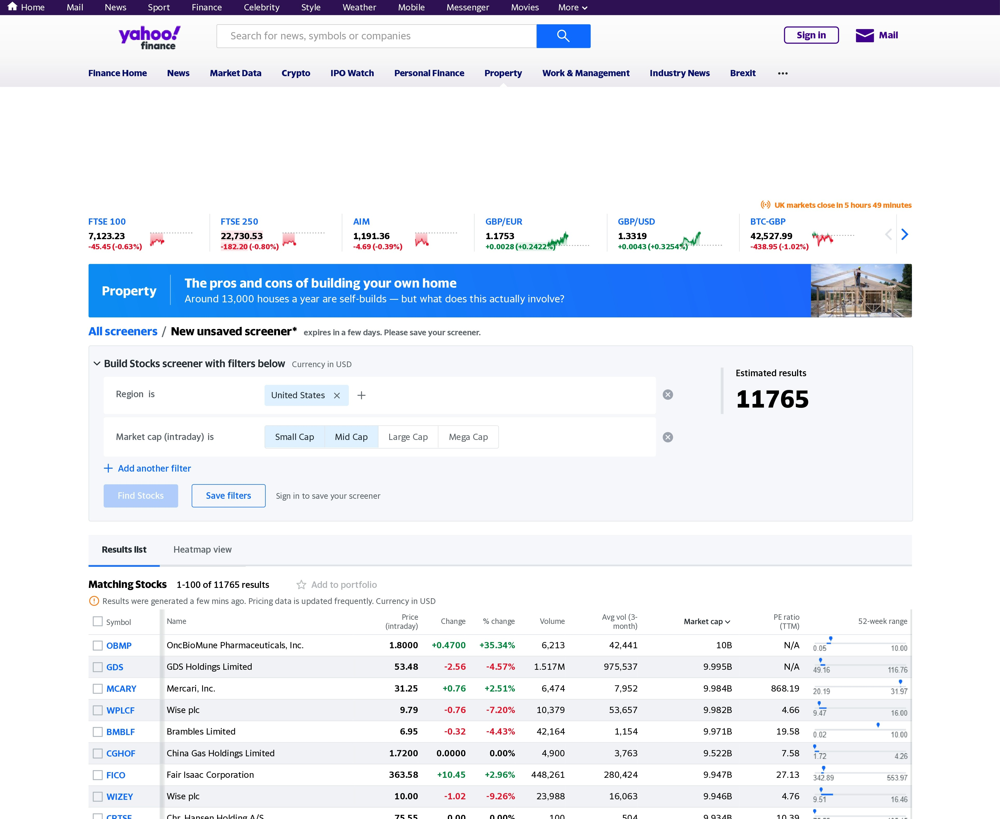 Home Mail News Sport Finance Celebrity Style Weather Mobile Messenger Movies More
yahoo!
finance
Search for news, symbols or companies
Sign in
Mail
Finance Home News Market Data Crypto IPO Watch Personal Finance Property Work & Management Industry News Brexit •••
UK markets close in 5 hours 49 minutes
FTSE 100
7,123.23
-45.45 (-0.63%)
FTSE 250
22,730.53
-182.20 (-0.80%)
AIM
1,191.36
-4.69 (-0.39%)
GBP/EUR
1.1753
+0.0028 (+0.2422%)
GBP/USD
1.3319
+0.0043 (+0.3254%)
BTC-GBP
42,527.99
-438.95 (-1.02%)
Property
The pros and cons of building your own home
Around 13,000 houses a year are self-builds — but what does this actually involve?
All screeners / New unsaved screener* expires in a few days. Please save your screener.
Build Stocks screener with filters below Currency in USD
Estimated results
11765
Region is United States
Market cap (intraday) is Small Cap Mid Cap Large Cap Mega Cap
Add another filter
Find Stocks Save filters Sign in to save your screener
Results list Heatmap view
Matching Stocks 1-100 of 11765 results Add to portfolio
Results were generated a few mins ago. Pricing data is updated frequently. Currency in USD
Symbol Name Price (intraday) Change % change Volume Avg vol (3-month) Market cap PE ratio (TTM) 52-week range
OBMP OncBioMune Pharmaceuticals, Inc. 1.8000 +0.4700 +35.34% 6,213 42,441 10B N/A 0.05 10.00
GDS GDS Holdings Limited 53.48 -2.56 -4.57% 1.517M 975,537 9.995B N/A 49.16 116.76
MCARY Mercari, Inc. 31.25 +0.76 +2.51% 6,474 7,952 9.984B 868.19 20.19 31.97
WPLCF Wise plc 9.79 -0.76 -7.20% 10,379 53,657 9.982B 4.66 9.47 16.00
BMBLF Brambles Limited 6.95 -0.32 -4.43% 42,164 1,154 9.971B 19.58 0.02 10.00
CGHOF China Gas Holdings Limited 1.7200 0.0000 0.00% 4,900 3,763 9.522B 7.58 1.72 4.26
FICO Fair Isaac Corporation 363.58 +10.45 +2.96% 448,261 280,424 9.947B 27.13 342.89 553.97
WIZEY Wise plc 10.00 -1.02 -9.26% 23,988 16,063 9.946B 4.76 9.51 16.46
CRTSF Chr. Hansen Holding A/S 75.55 0.00 0.00% 100 504 9.934B 10.39